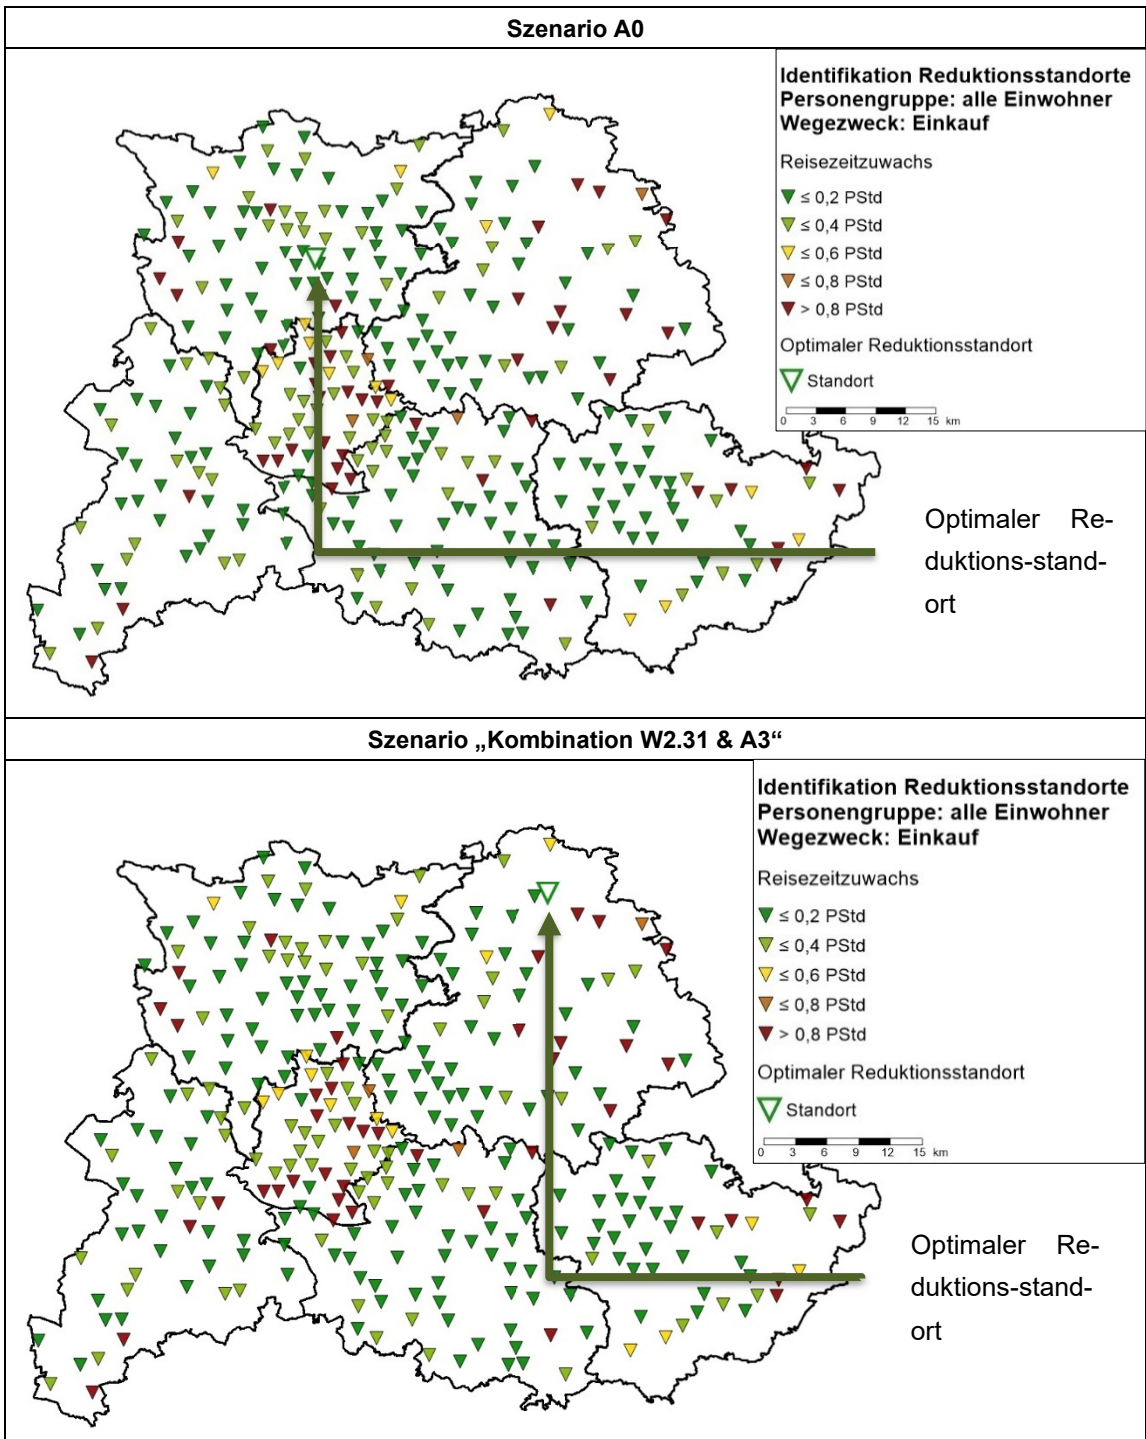 Szenario A0
Identifikation Reduktionsstandorte
Personengruppe: alle Einwohner
Wegezweck: Einkauf
Reisezeitzuwachs
≤ 0,2 PStd
≤ 0,4 PStd
≤ 0,6 PStd
≤ 0,8 PStd
> 0,8 PStd
Optimaler Reduktionsstandort
Standort
0 3 6 9 12 15 km
Optimaler Re-
duktions-stand-
ort
Szenario „Kombination W2.31 & A3“
Identifikation Reduktionsstandorte
Personengruppe: alle Einwohner
Wegezweck: Einkauf
Reisezeitzuwachs
≤ 0,2 PStd
≤ 0,4 PStd
≤ 0,6 PStd
≤ 0,8 PStd
> 0,8 PStd
Optimaler Reduktionsstandort
Standort
0 3 6 9 12 15 km
Optimaler Re-
duktions-stand-
ort